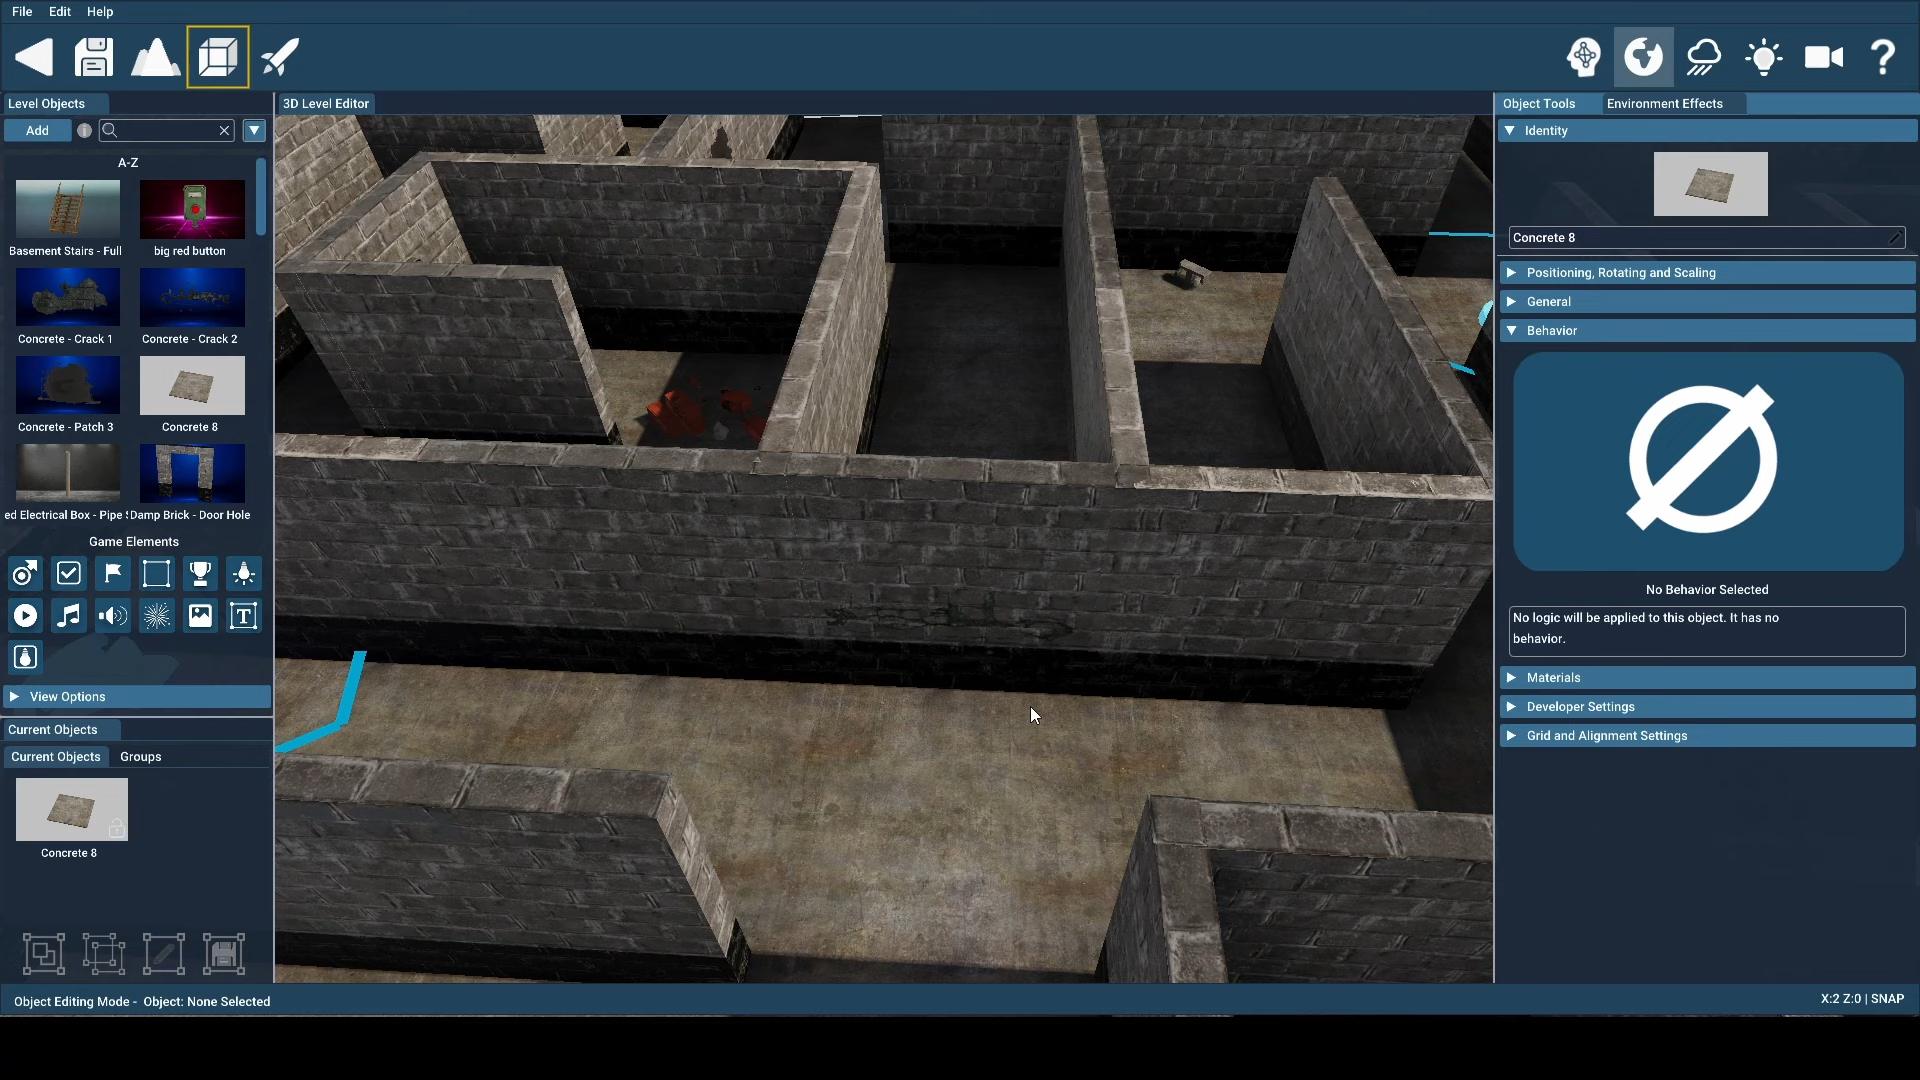 File Edit Help
Level Objects
3D Level Editor
Object Tools
Environment Effects
Add
Identity
A-Z
Basement Stairs - Full
big red button
Concrete 8
Positioning, Rotating and Scaling
General
Concrete - Crack 1
Concrete - Crack 2
Behavior
Concrete - Patch 3
Concrete 8
ed Electrical Box - Pipe
Damp Brick - Door Hole
Game Elements
No Behavior Selected
No logic will be applied to this object. It has no
behavior.
View Options
Materials
Developer Settings
Grid and Alignment Settings
Current Objects
Current Objects
Groups
Concrete 8
Object Editing Mode - Object: None Selected
X:2 Z:0 | SNAP